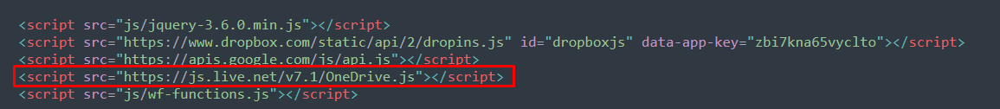 <script src="js/jquery-3.6.0.min.js"></script>
<script src="https://www.dropbox.com/static/api/2/dropins.js" id="dropboxjs" data-app-key="zbi7kna65vyclto"></script>
<script src="https://apis.google.com/js/api.js"></script>
<script src="https://js.live.net/v7.1/OneDrive.js"></script>
<script src="js/wf-functions.js"></script>